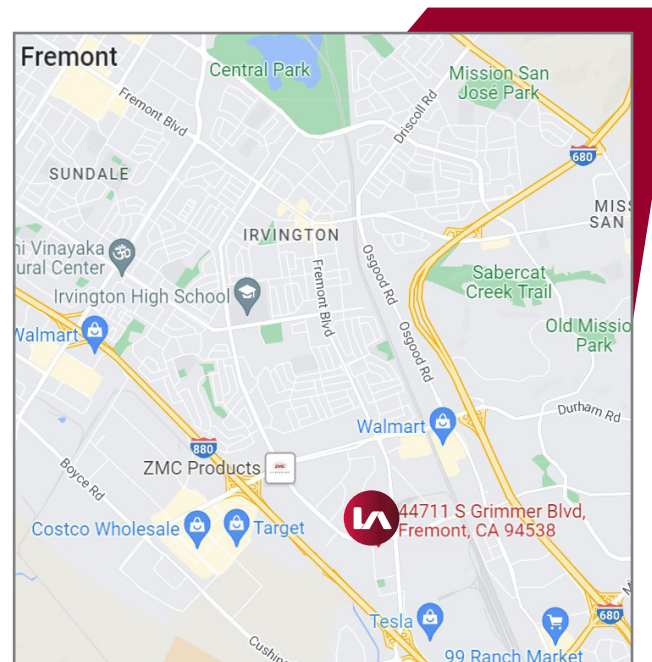 Fremont
Central Park
Mission San
José Park
Fremont Blvd
Driscoll Rd
680
SUNDALE
MISS
SAN
IRVINGTON
hi Vinayaka
ural Center
Osgood Rd
Fremont Blvd
Sabercat
Creek Trail
Irvington High School
Old Missio
Park
Walmart
Osgood Rd
Durham Rd
Walmart
880
ZMC Products
ZMC
Boyce Rd
44711 S Grimmer Blvd,
Fremont, CA 94538
Costco Wholesale
Target
680
Tesla
Cushin
99 Ranch Market